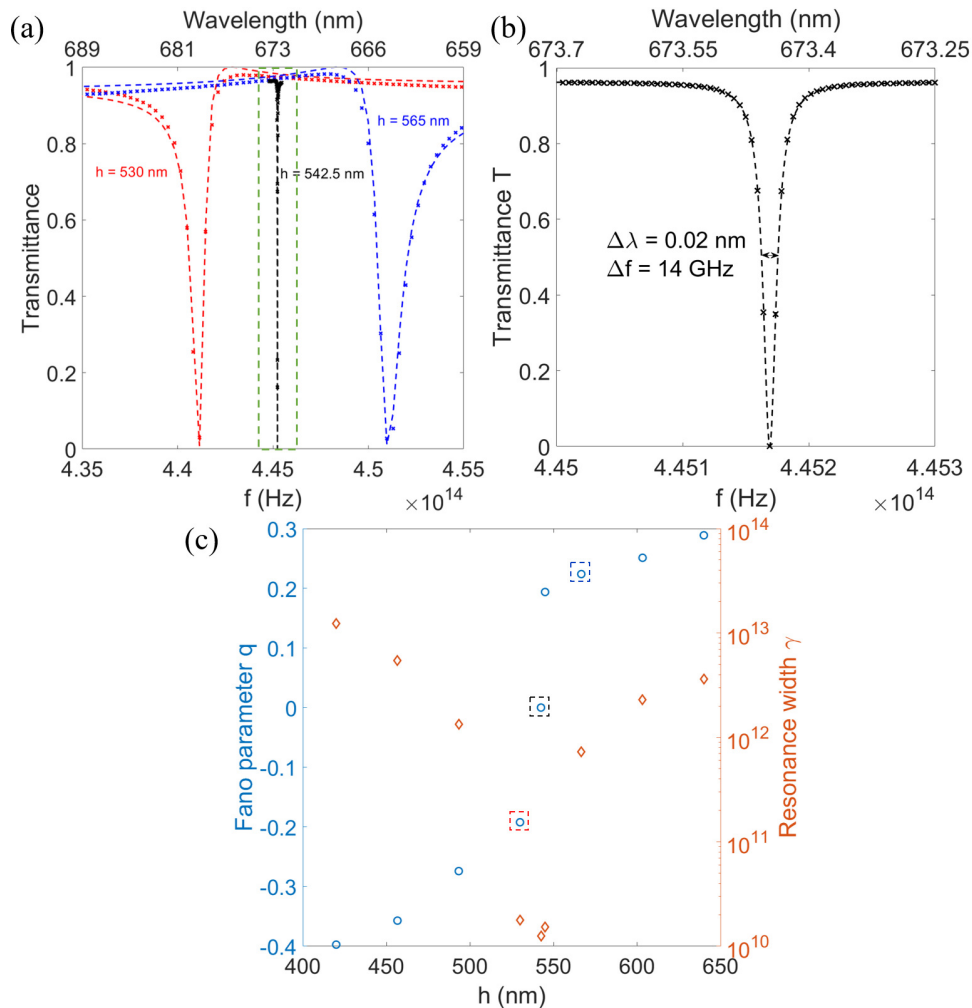 (a)
Wavelength (nm)
689 681 673 666 659
1
0.8
0.6
0.4
0.2
0
Transmittance
h = 530 nm
h = 542.5 nm
h = 565 nm
4.35 4.4 4.45 4.5 4.55
f (Hz) ×10^14
(b)
Wavelength (nm)
673.7 673.55 673.4 673.25
1
0.8
0.6
0.4
0.2
0
Transmittance T
Δλ = 0.02 nm
Δf = 14 GHz
4.45 4.451 4.452 4.453
f (Hz) ×10^14
(c)
0.3
0.2
0.1
0
-0.1
-0.2
-0.3
-0.4
Fano parameter q
10^14
10^13
10^12
10^11
10^10
Resonance width γ
400 450 500 550 600 650
h (nm)